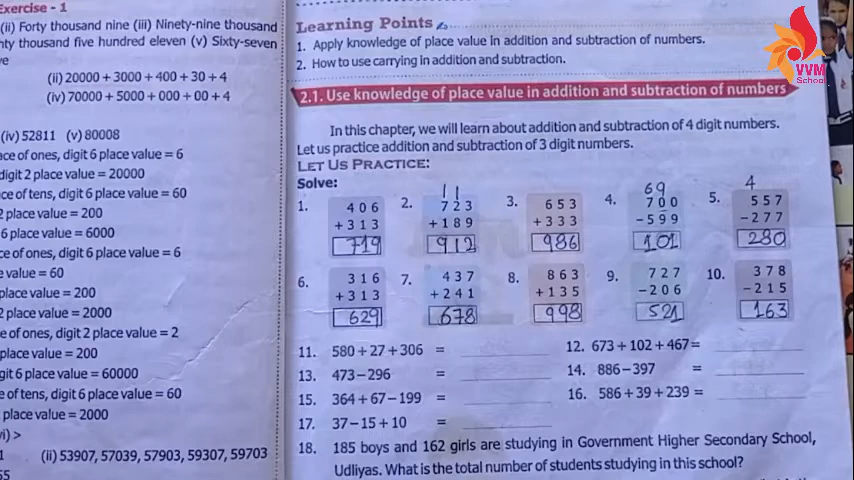 Exercise - 1
(ii) Forty thousand nine (iii) Ninety-nine thousand
thousand five hundred eleven (v) Sixty-seven
(ii) 20000 + 3000 + 400 + 30 + 4
(iv) 70000 + 5000 + 000 + 00 + 4
(iv) 52811 (v) 80008
of ones, digit 6 place value = 6
digit 2 place value = 20000
of tens, digit 6 place value = 60
2 place value = 200
6 place value = 6000
of ones, digit 6 place value = 6
value = 60
place value = 200
2 place value = 2000
of ones, digit 2 place value = 2
place value = 200
6 place value = 60000
of tens, digit 6 place value = 60
place value = 2000
(ii) 53907, 57039, 57903, 59307, 59703
Learning Points
1. Apply knowledge of place value in addition and subtraction of numbers.
2. How to use carrying in addition and subtraction.
2.1. Use knowledge of place value in addition and subtraction of numbers
In this chapter, we will learn about addition and subtraction of 4 digit numbers.
Let us practice addition and subtraction of 3 digit numbers.
LET US PRACTICE:
Solve:
1 1
6 9
4
1. 406 2. 723 3. 653 4. 700 5. 557
+313 +189 +333 -599 -277
719 912 986 101 280
6. 316 7. 437 8. 863 9. 727 10. 378
+313 +241 +135 -206 -215
629 678 998 521 163
11. 580 + 27 + 306 = 12. 673 + 102 + 467 =
13. 473 – 296 = 14. 886 – 397 =
15. 364 + 67 – 199 = 16. 586 + 39 + 239 =
17. 37 – 15 + 10 =
18. 185 boys and 162 girls are studying in Government Higher Secondary School,
Udliyas. What is the total number of students studying in this school?
VVM
School